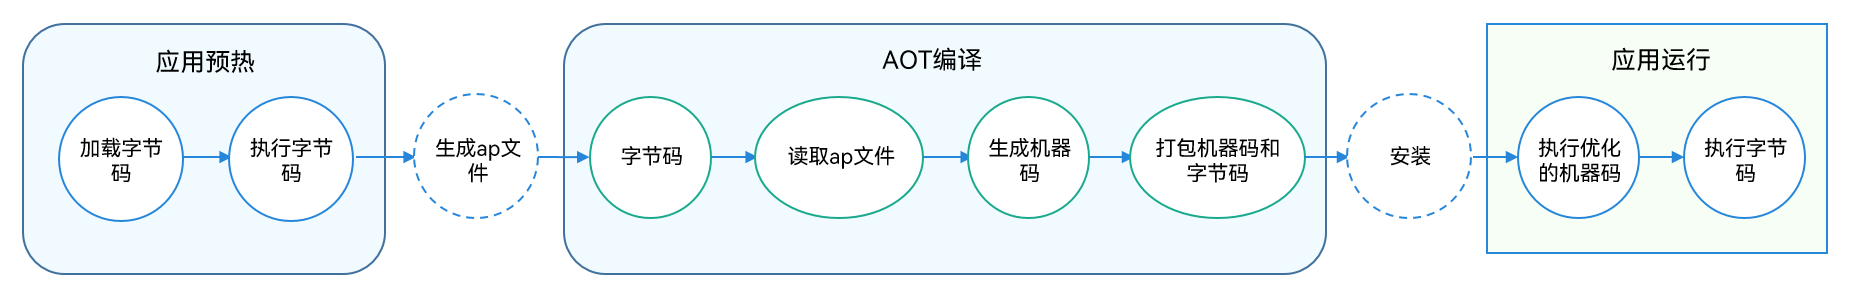 应用预热
加载字节
码
执行字节
码
生成ap文
件
AOT编译
字节码
读取ap文件
生成机器
码
打包机器码和
字节码
安装
应用运行
执行优化
的机器码
执行字节
码